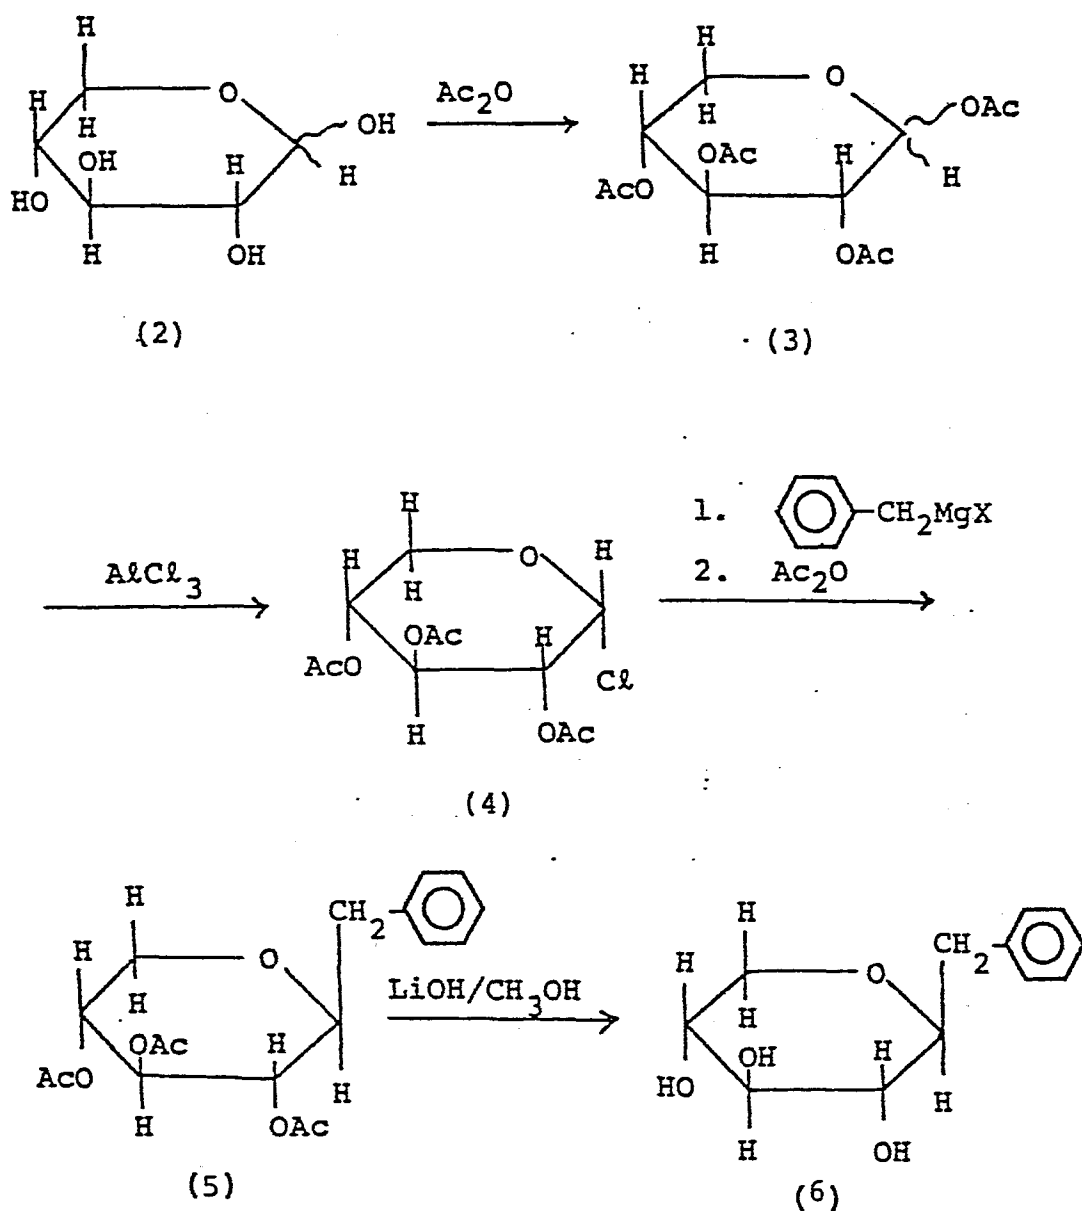 H
H O Ac2O OH
H OH H H
HO
H OH
(2)
H
H O OAc
H OAc H H
AcO
H OAc
(3)
AlCl3
H
H O H
H OAc H
AcO Cl
H OAc
(4)
1. CH2MgX
2. Ac2O
H CH2
H O
H OAc H
AcO H
H OAc
(5)
LiOH/CH3OH
H CH2
H O
H OH H
HO H
H OH
(6)